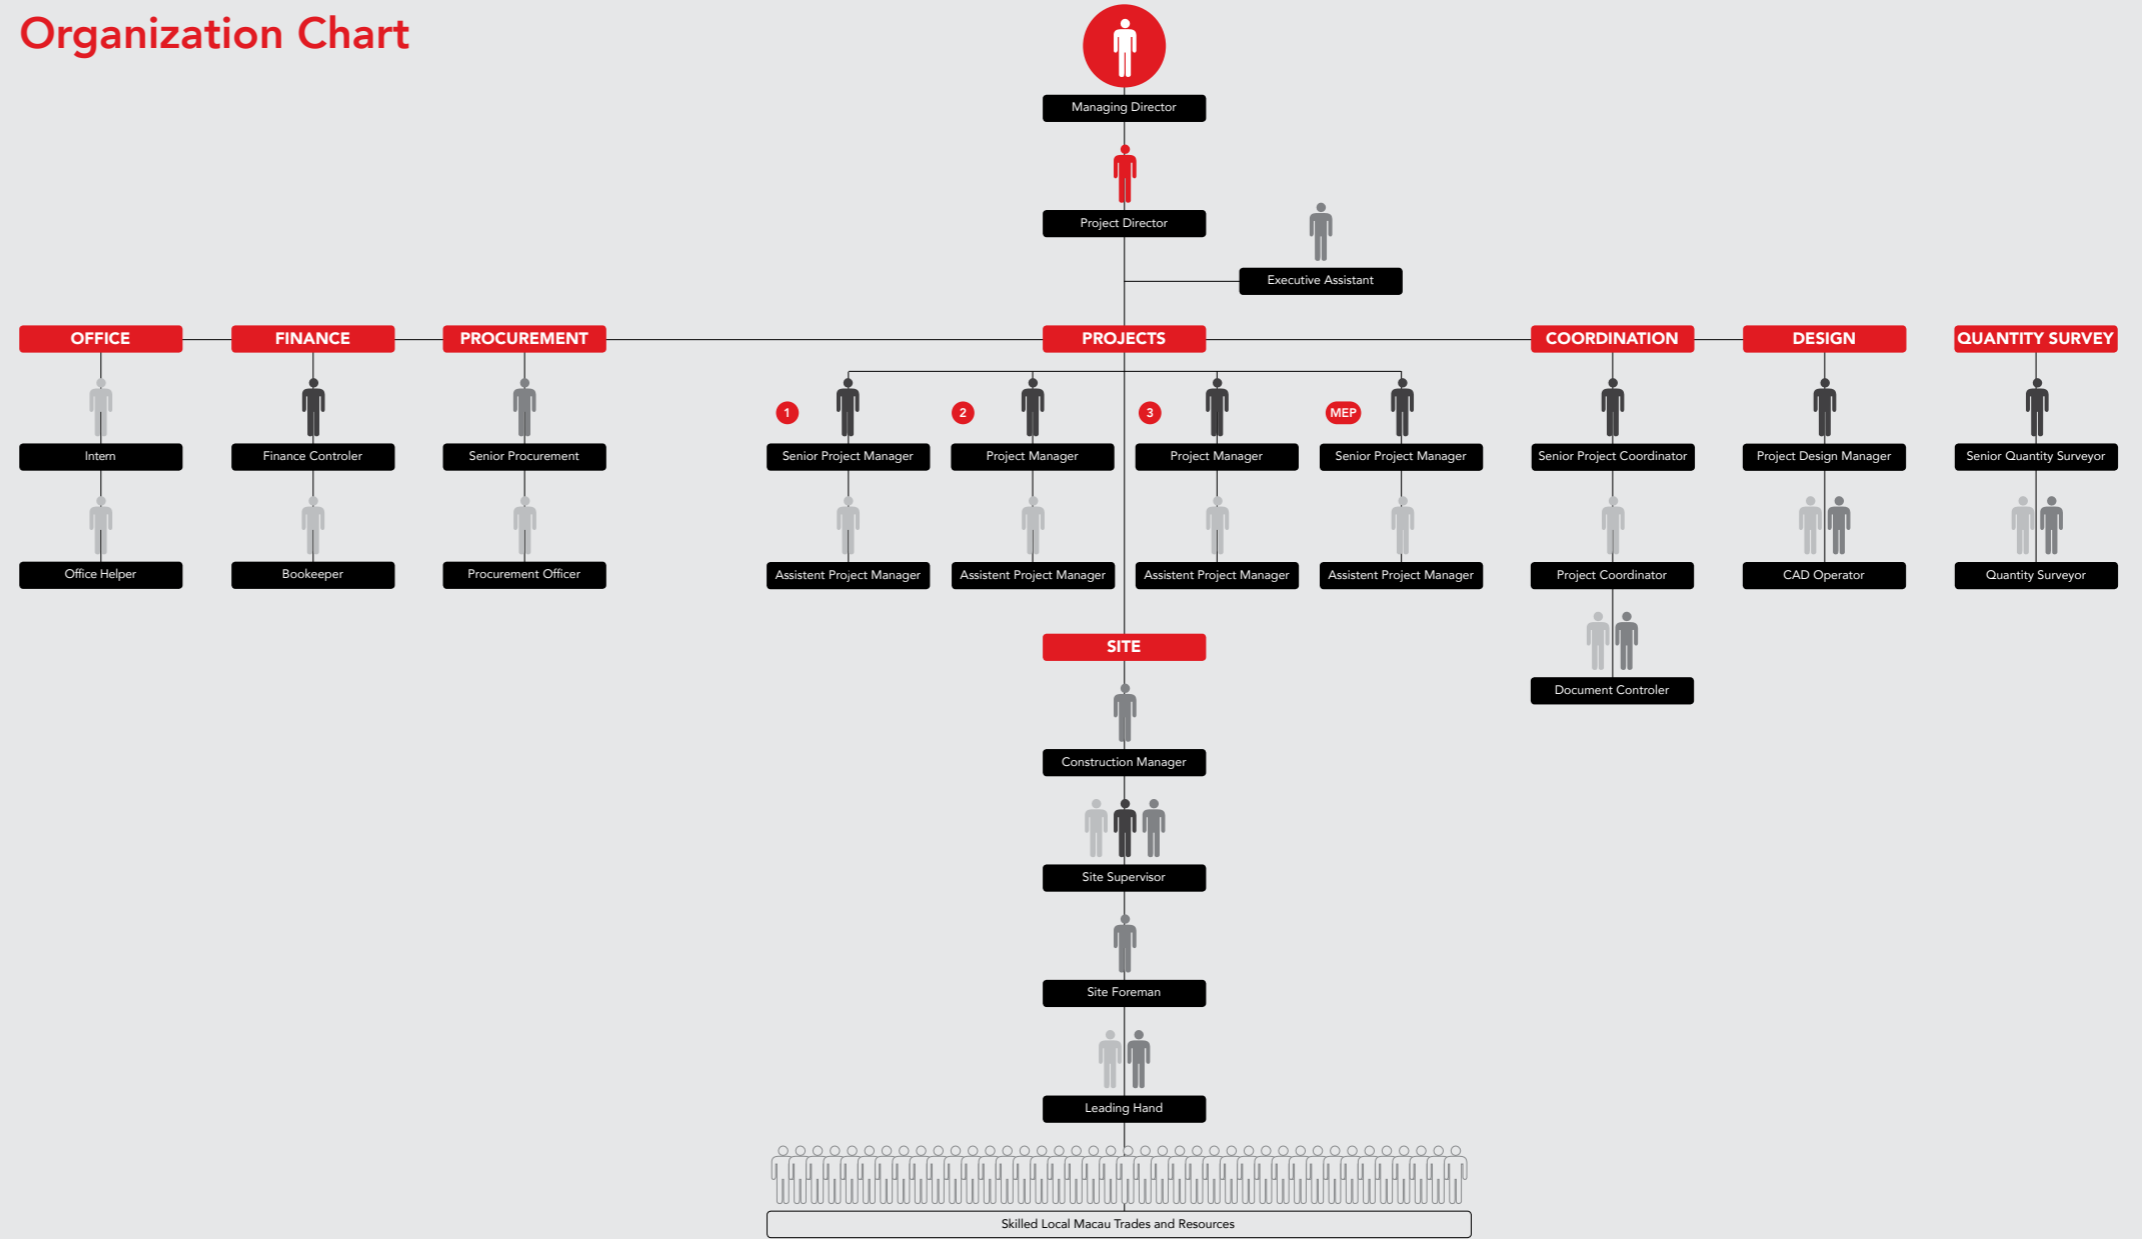 Organization Chart
Managing Director
Project Director
Executive Assistant
OFFICE
FINANCE
PROCUREMENT
PROJECTS
COORDINATION
DESIGN
QUANTITY SURVEY
1
2
3
MEP
Intern
Finance Controler
Senior Procurement
Senior Project Manager
Project Manager
Project Manager
Senior Project Manager
Senior Project Coordinator
Project Design Manager
Senior Quantity Surveyor
Office Helper
Bookeeper
Procurement Officer
Assistent Project Manager
Assistent Project Manager
Assistent Project Manager
Assistent Project Manager
Project Coordinator
CAD Operator
Quantity Surveyor
SITE
Document Controler
Construction Manager
Site Supervisor
Site Foreman
Leading Hand
Skilled Local Macau Trades and Resources